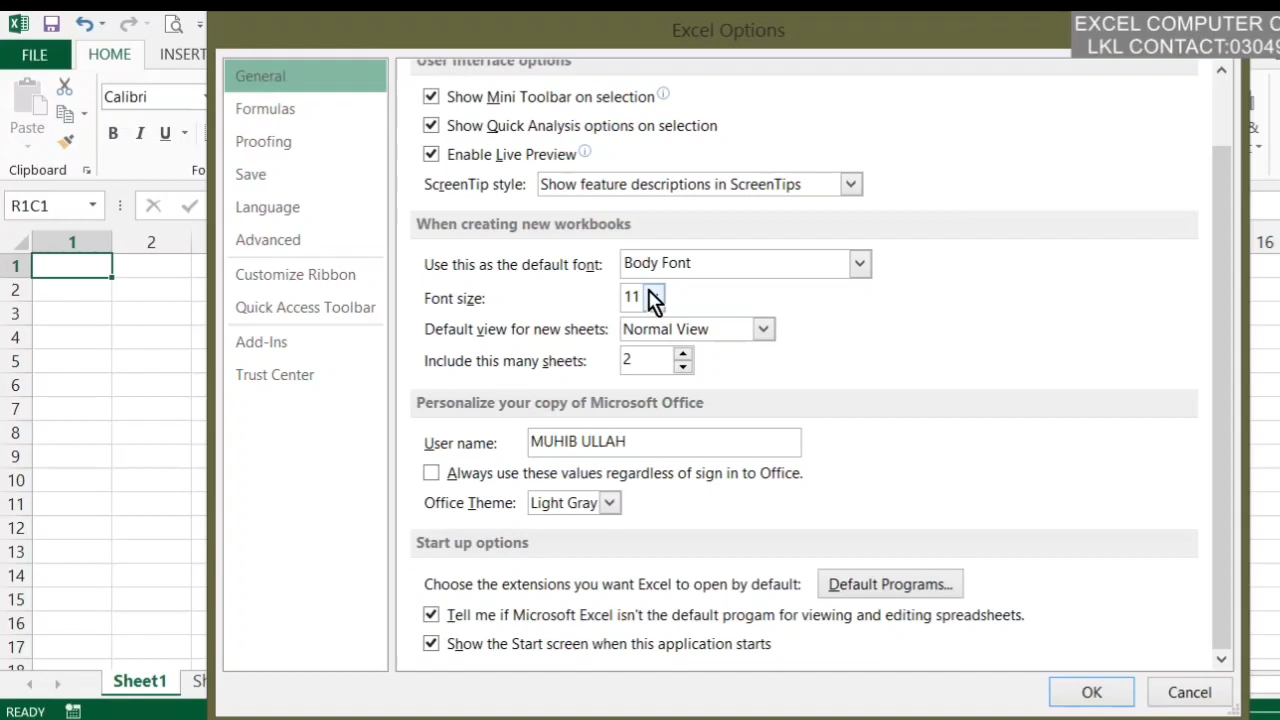 Excel Options
EXCEL COMPUTER C
LKL CONTACT:03049
FILE HOME INSERT
Calibri
Paste
B I U
Clipboard Fo
R1C1
1 2 16
1
2
3
4
5
6
7
8
9
10
11
12
13
14
15
16
17
18
Sheet1 Sh
READY
General
Formulas
Proofing
Save
Language
Advanced
Customize Ribbon
Quick Access Toolbar
Add-Ins
Trust Center
User Interface options
Show Mini Toolbar on selection
Show Quick Analysis options on selection
Enable Live Preview
ScreenTip style: Show feature descriptions in ScreenTips
When creating new workbooks
Use this as the default font: Body Font
Font size: 11
Default view for new sheets: Normal View
Include this many sheets: 2
Personalize your copy of Microsoft Office
User name: MUHIB ULLAH
Always use these values regardless of sign in to Office.
Office Theme: Light Gray
Start up options
Choose the extensions you want Excel to open by default: Default Programs...
Tell me if Microsoft Excel isn't the default progam for viewing and editing spreadsheets.
Show the Start screen when this application starts
OK Cancel